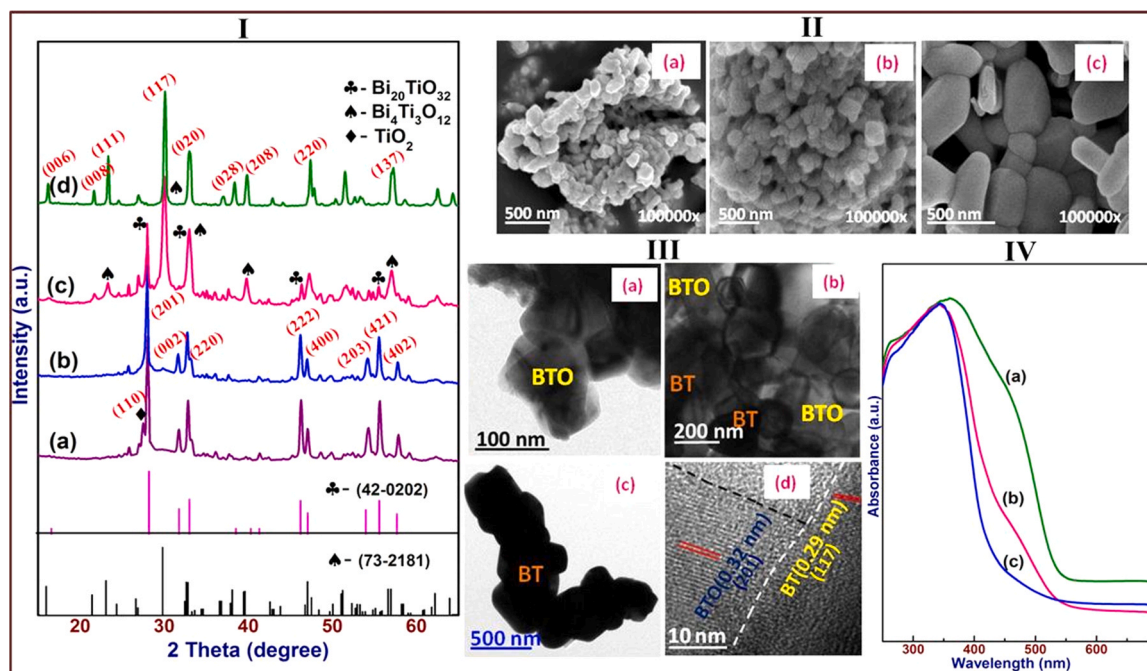 I
♣- Bi20TiO32
♠- Bi4Ti3O12
♦- TiO2
(117)
(006)
(008)
(111)
(020)
(028)
(208)
(220)
(137)
(d)
♠
♣
♣
♠
♠
♠
♣
♣
♠
(c)
(201)
(002)
(220)
(222)
(400)
(203)
(421)
(402)
(b)
(110)
♦
(a)
♣- (42-0202)
♠- (73-2181)
Intensity (a.u.)
20 30 40 50 60
2 Theta (degree)
II
(a)
500 nm
100000x
(b)
500 nm
100000x
(c)
500 nm
100000x
III
(a)
BTO
100 nm
(b)
BTO
BT
BT
BTO
200 nm
(c)
BT
500 nm
(d)
BTO(0.32 nm)
(201)
BT(0.29 nm)
(117)
10 nm
IV
(a)
(b)
(c)
Absorbance (a.u.)
300 400 500 600
Wavelength (nm)